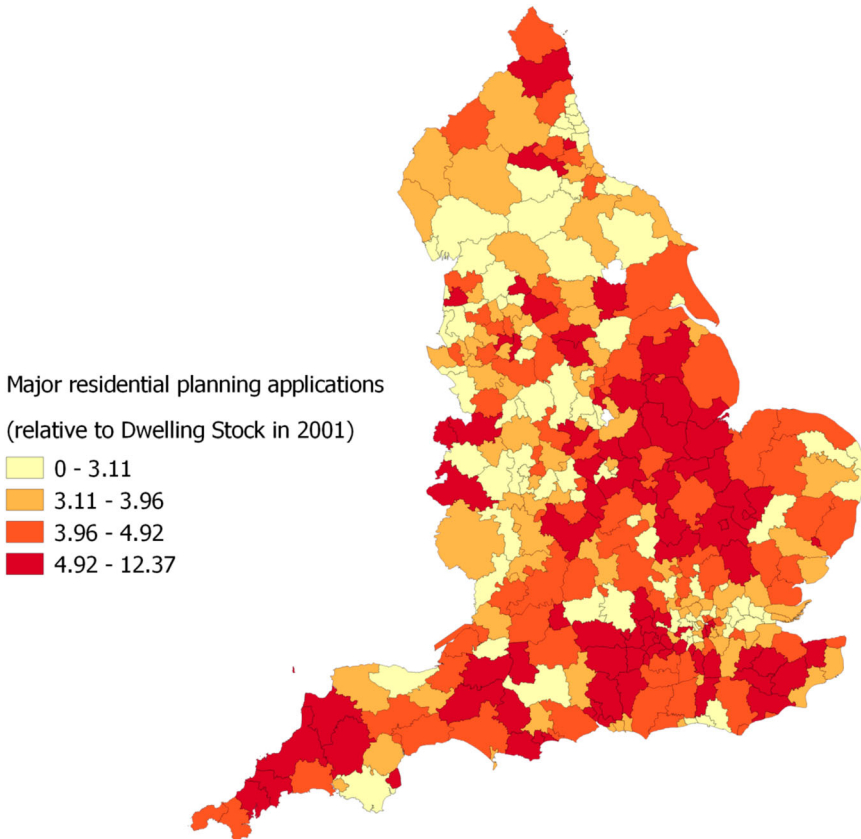 Major residential planning applications
(relative to Dwelling Stock in 2001)
0 - 3.11
3.11 - 3.96
3.96 - 4.92
4.92 - 12.37